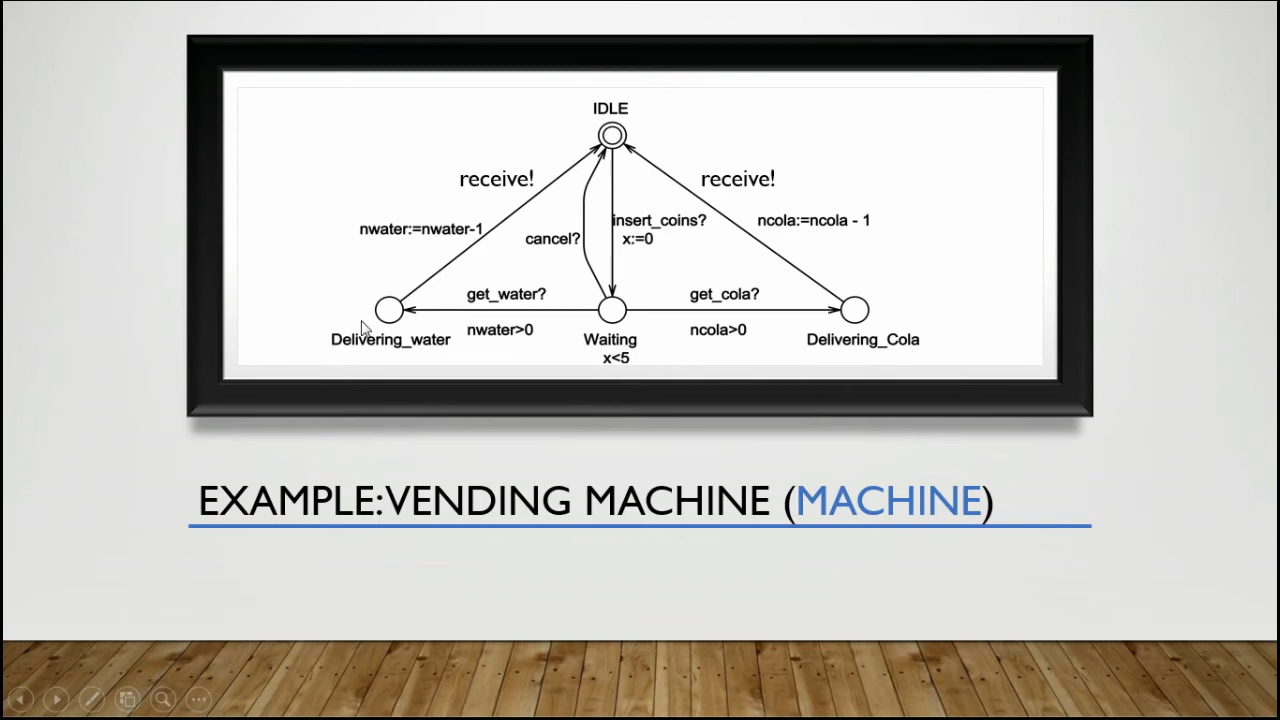 IDLE
receive!
receive!
nwater:=nwater-1
insert_coins?
x:=0
ncola:=ncola - 1
cancel?
get_water?
get_cola?
nwater>0
ncola>0
Delivering_water
Waiting
x<5
Delivering_Cola
EXAMPLE:VENDING MACHINE (MACHINE)